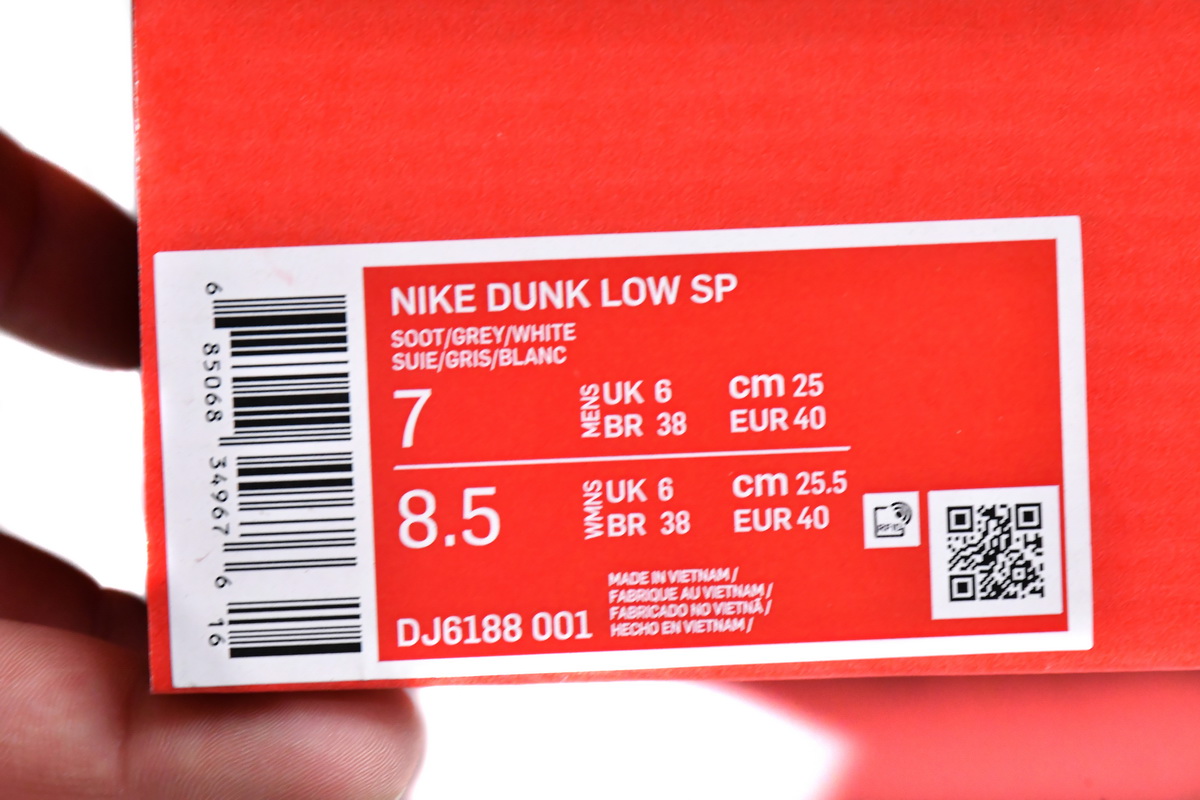 NIKE DUNK LOW SP
SOOT/GREY/WHITE
SUIE/GRIS/BLANC
7
MENS
UK 6 cm 25
BR 38 EUR 40
8.5
WMNS
UK 6 cm 25.5
BR 38 EUR 40
DJ6188 001
MADE IN VIETNAM /
FABRIQUE AU VIETNAM /
FABRICADO NO VIETNÃ /
HECHO EN VIETNAM /
RFID
6 85068 34967 6 16